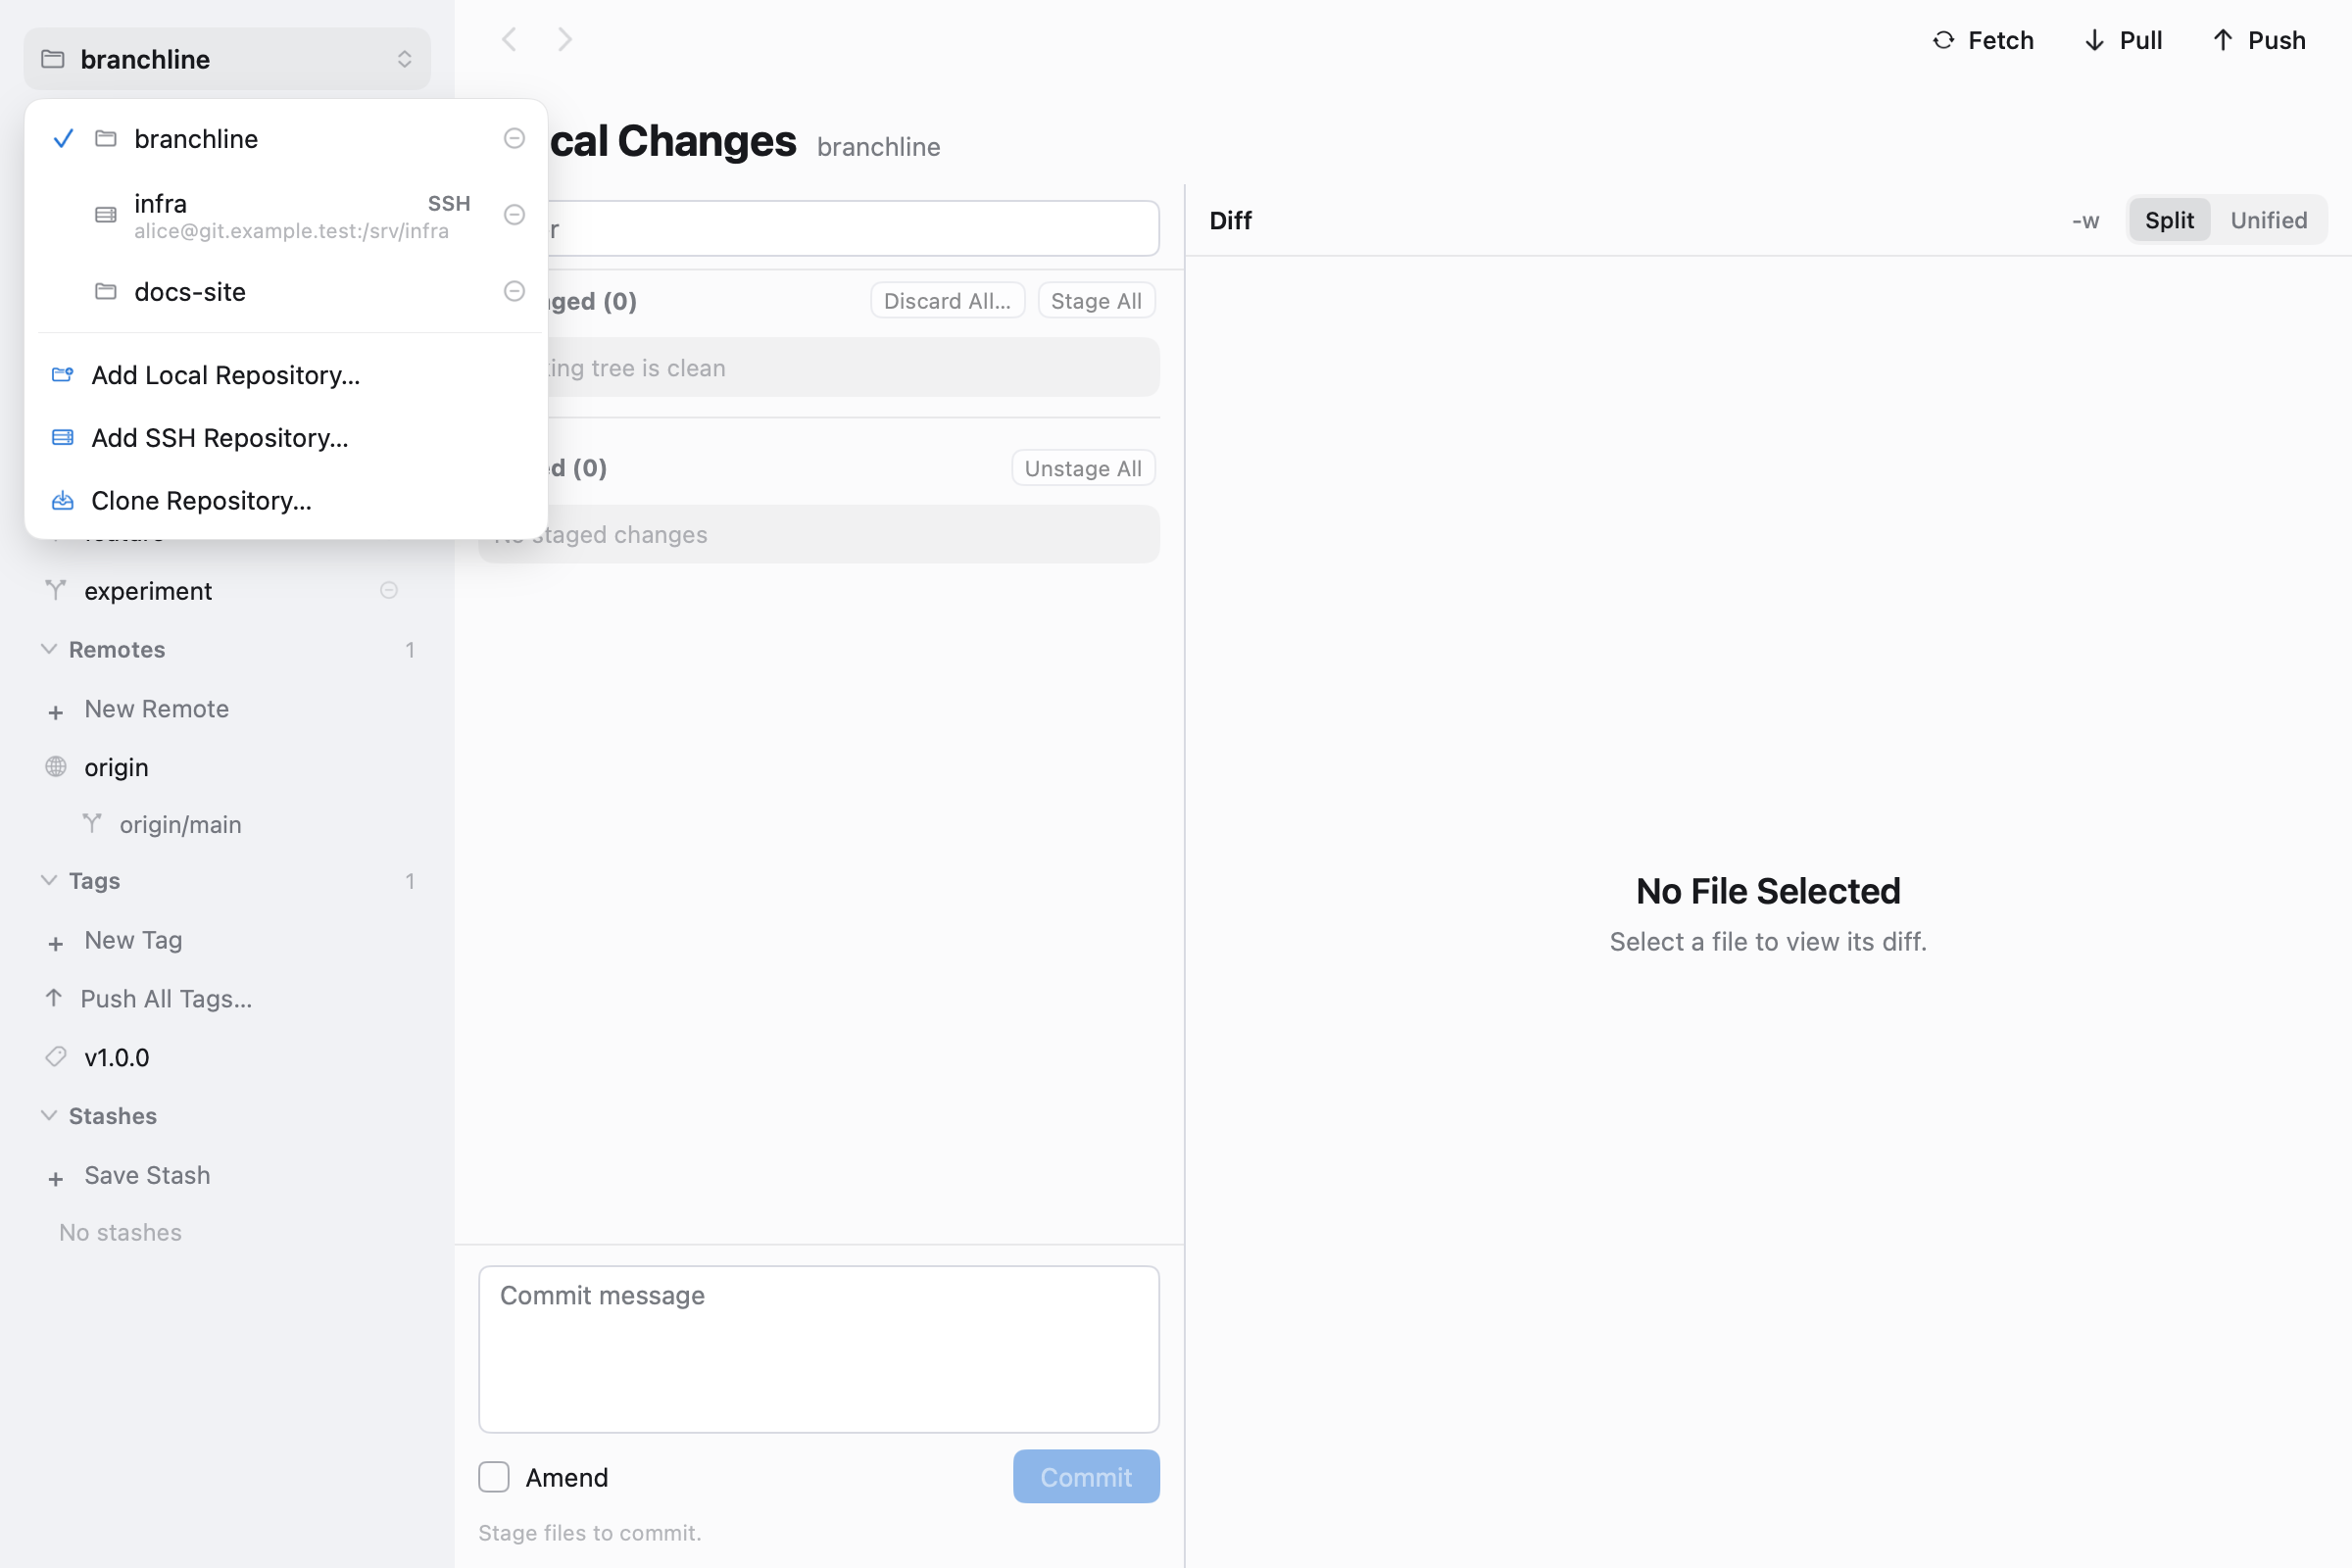 branchline
Fetch
Pull
Push
branchline
infra
SSH
alice@git.example.test:/srv/infra
docs-site
Add Local Repository...
Add SSH Repository...
Clone Repository...
experiment
Remotes
1
New Remote
origin
origin/main
Tags
1
New Tag
Push All Tags...
v1.0.0
Stashes
Save Stash
No stashes
cal Changes
branchline
r
ged (0)
Discard All...
Stage All
ing tree is clean
d (0)
Unstage All
staged changes
Commit message
Amend
Commit
Stage files to commit.
Diff
-w
Split
Unified
No File Selected
Select a file to view its diff.